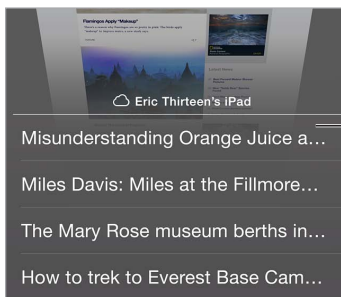 Flamingos Apply "Makeup"
Eric Thirteen's iPad
Misunderstanding Orange Juice a...
Miles Davis: Miles at the Fillmore...
The Mary Rose museum berths in...
How to trek to Everest Base Cam...